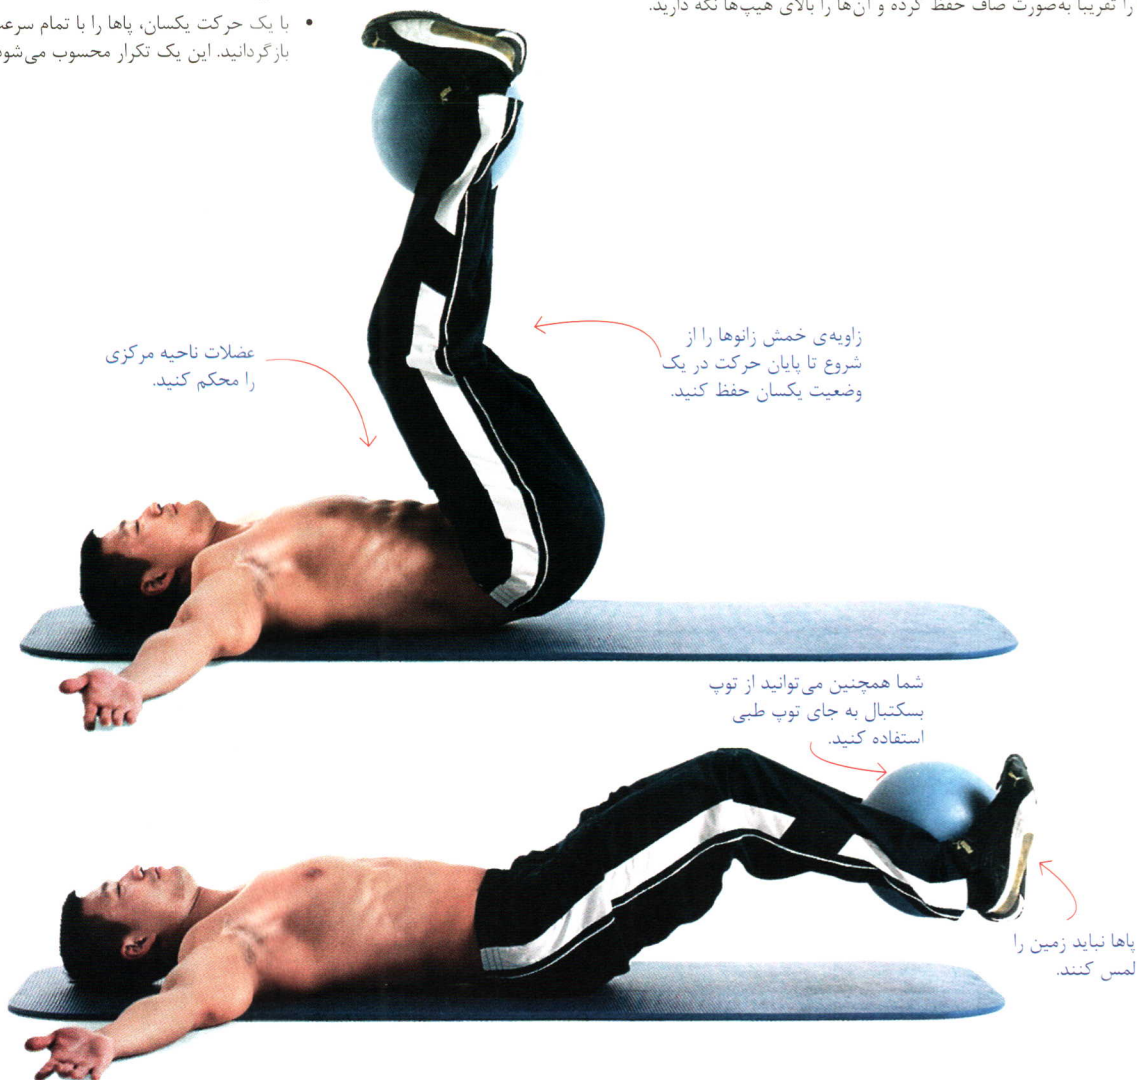 را تقریبا به‌صورت صاف حفظ کرده و آن‌ها را بالای هیپ‌ها نگه دارید.
• با یک حرکت یکسان، پاها را با تمام سرعت
بازگردانید. این یک تکرار محسوب می‌شود
زاویه‌ی خمش زانوها را از
شروع تا پایان حرکت در یک
وضعیت یکسان حفظ کنید.
عضلات ناحیه مرکزی
را محکم کنید.
شما همچنین می‌توانید از توپ
بسکتبال به جای توپ طبی
استفاده کنید.
پاها نباید زمین را
لمس کنند.